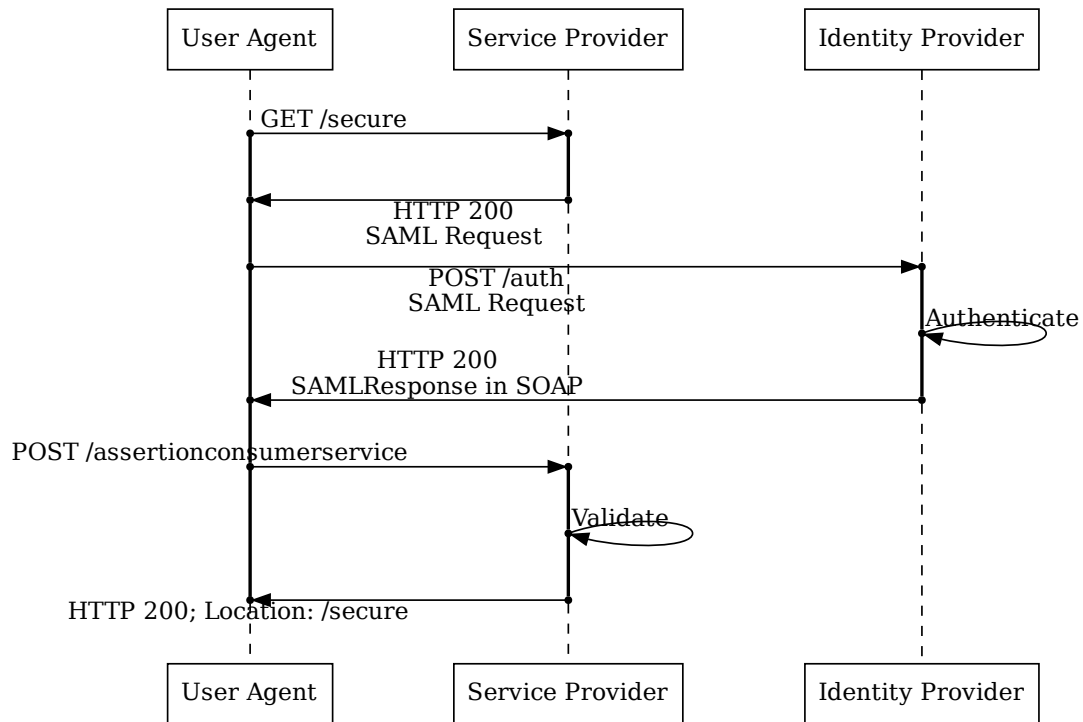 User Agent
Service Provider
Identity Provider
GET /secure
HTTP 200
SAML Request
POST /auth
SAML Request
Authenticate
HTTP 200
SAMLResponse in SOAP
POST /assertionconsumerservice
Validate
HTTP 200; Location: /secure
User Agent
Service Provider
Identity Provider